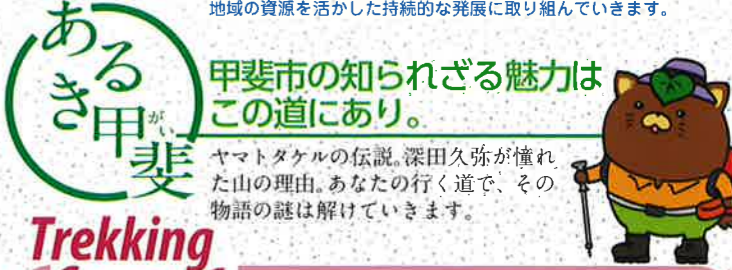 地域の資源を活かした持続的な発展に取り組んでいきます。
あるき甲斐
がい
甲斐市の知られざる魅力は
この道にあり。
ヤマトタケルの伝説。深田久弥が憧れ
た山の理由。あなたの行く道で、その
物語の謎は解けていきます。
Trekking